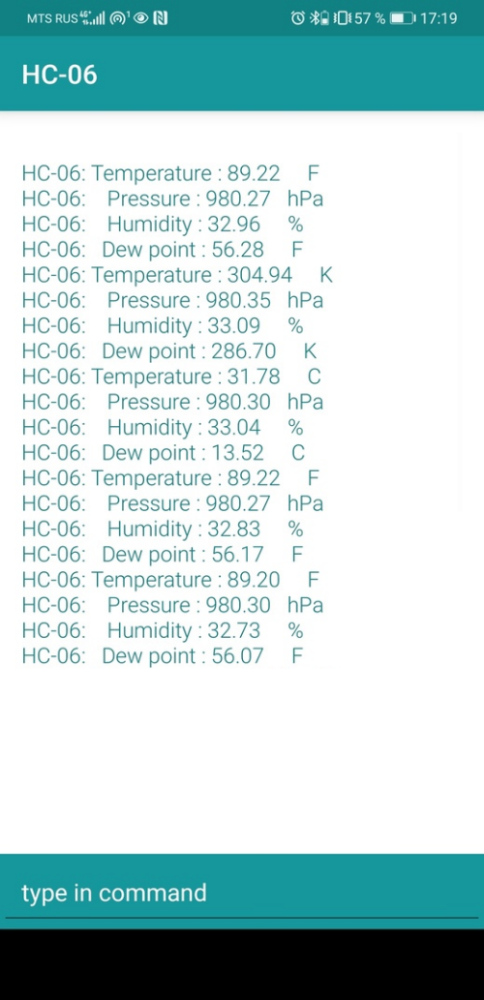 MTS RUS 4G+ 1 57 % 17:19
HC-06
HC-06: Temperature : 89.22 F
HC-06: Pressure : 980.27 hPa
HC-06: Humidity : 32.96 %
HC-06: Dew point : 56.28 F
HC-06: Temperature : 304.94 K
HC-06: Pressure : 980.35 hPa
HC-06: Humidity : 33.09 %
HC-06: Dew point : 286.70 K
HC-06: Temperature : 31.78 C
HC-06: Pressure : 980.30 hPa
HC-06: Humidity : 33.04 %
HC-06: Dew point : 13.52 C
HC-06: Temperature : 89.22 F
HC-06: Pressure : 980.27 hPa
HC-06: Humidity : 32.83 %
HC-06: Dew point : 56.17 F
HC-06: Temperature : 89.20 F
HC-06: Pressure : 980.30 hPa
HC-06: Humidity : 32.73 %
HC-06: Dew point : 56.07 F
type in command